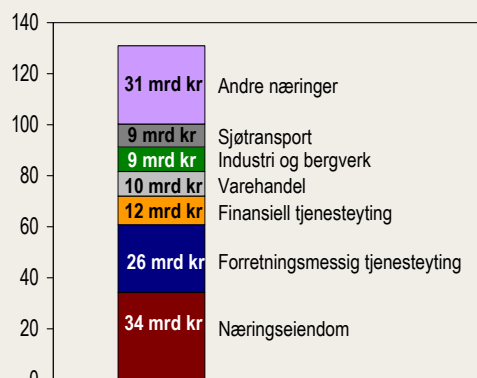 140
120
100
80
60
40
20
0
31 mrd kr Andre næringer
9 mrd kr Sjøtransport
9 mrd kr Industri og bergverk
10 mrd kr Varehandel
12 mrd kr Finansiell tjenesteyting
26 mrd kr Forretningsmessig tjenesteyting
34 mrd kr Næringseiendom